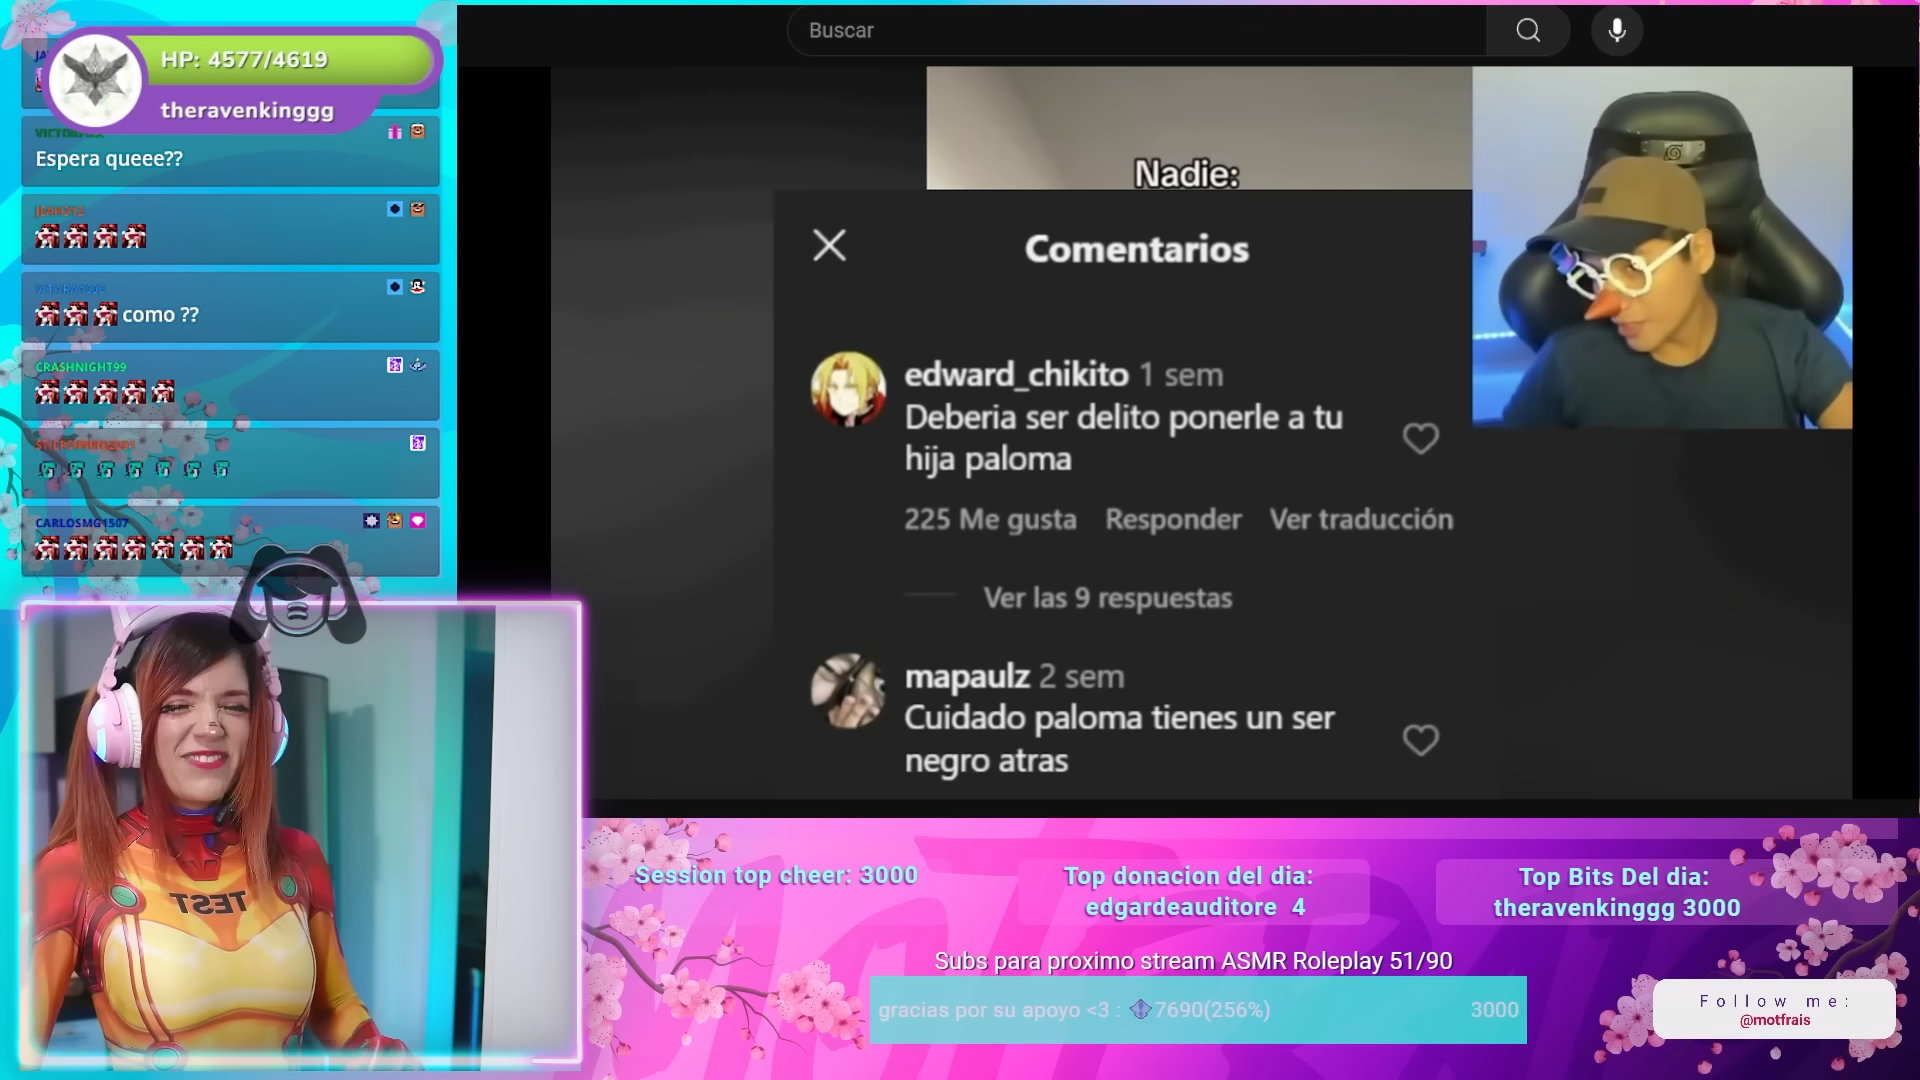 HP: 4577/4619
theravenkinggg
Espera queee??
como ??
CRASHNIGHT99
CARLOSMG1507
Buscar
Nadie:
Comentarios
edward_chikito 1 sem
Deberia ser delito ponerle a tu
hija paloma
225 Me gusta Responder Ver traducción
Ver las 9 respuestas
mapaulz 2 sem
Cuidado paloma tienes un ser
negro atras
TEST
Session top cheer: 3000
Top donacion del dia:
edgardeauditore 4
Top Bits Del dia:
theravenkinggg 3000
Subs para proximo stream ASMR Roleplay 51/90
gracias por su apoyo <3 : 7690(256%)
3000
Follow me:
@motfrais